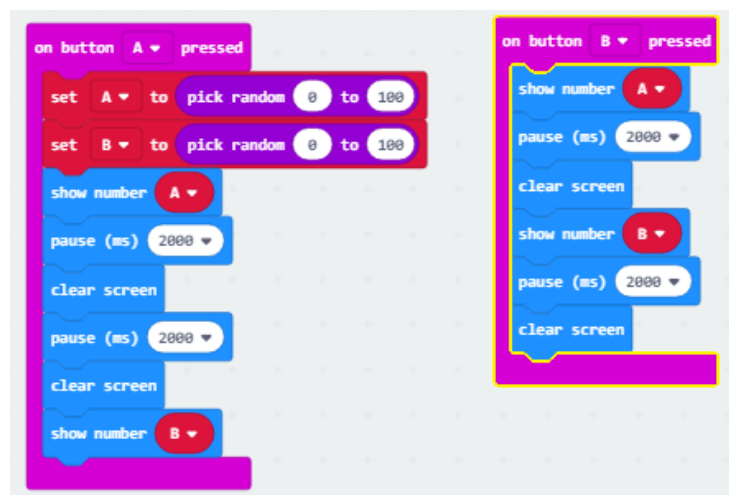 on button A pressed
set A to pick random 0 to 100
set B to pick random 0 to 100
show number A
pause (ms) 2000
clear screen
pause (ms) 2000
clear screen
show number B
on button B pressed
show number A
pause (ms) 2000
clear screen
show number B
pause (ms) 2000
clear screen